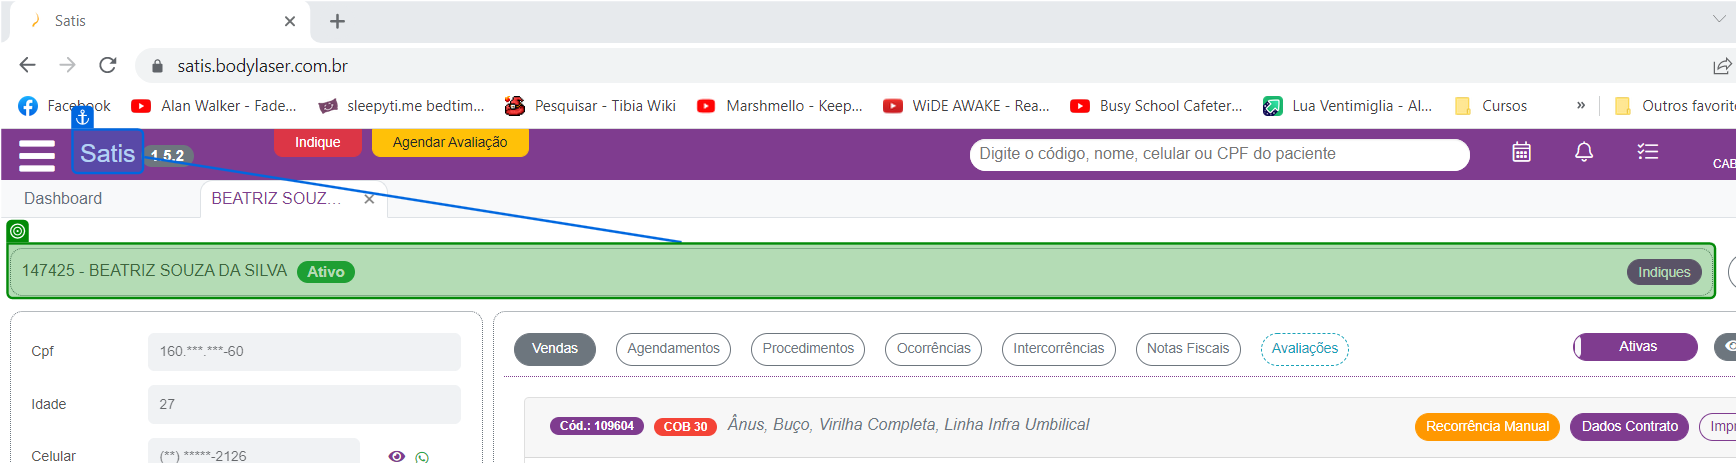 Satis
satis.bodylaser.com.br
Facebook Alan Walker - Fade... sleepyti.me bedtim... Pesquisar - Tibia Wiki Marshmello - Keep... WiDE AWAKE - Rea... Busy School Cafeter... Lua Ventimiglia - Al... Cursos » Outros favorit
Satis 1.5.2 Indique Agendar Avaliação Digite o código, nome, celular ou CPF do paciente CAB
Dashboard BEATRIZ SOUZ...
147425 - BEATRIZ SOUZA DA SILVA Ativo Indiques
Cpf 160.***.***-60
Vendas Agendamentos Procedimentos Ocorrências Intercorrências Notas Fiscais Avaliações Ativas
Idade 27
Cód.: 109604 COB 30 Ânus, Buço, Virilha Completa, Linha Infra Umbilical Recorrência Manual Dados Contrato Impr
Celular (**) *****-2126